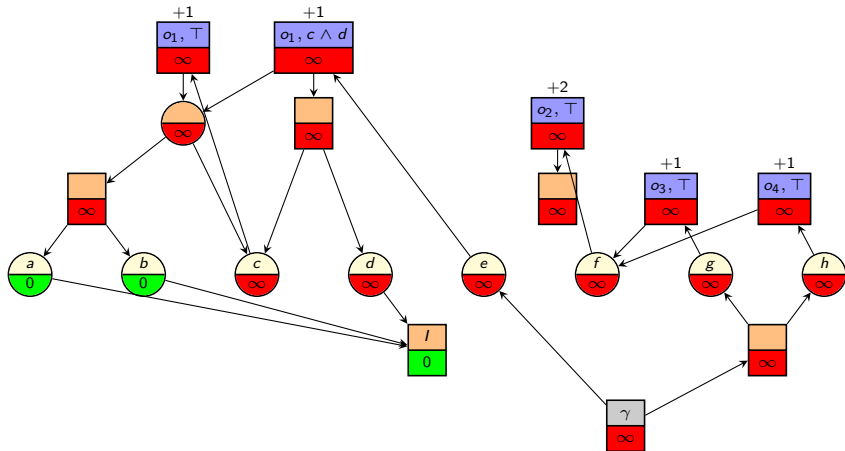 +1 +1
o1, ⊤ o1, c ∧ d
∞ ∞
+2
o2, ⊤
∞ ∞ ∞
+1 +1
o3, ⊤ o4, ⊤
∞ ∞ ∞ ∞
a b c d e f g h
0 0 ∞ ∞ ∞ ∞ ∞ ∞
I
0 ∞
γ
∞